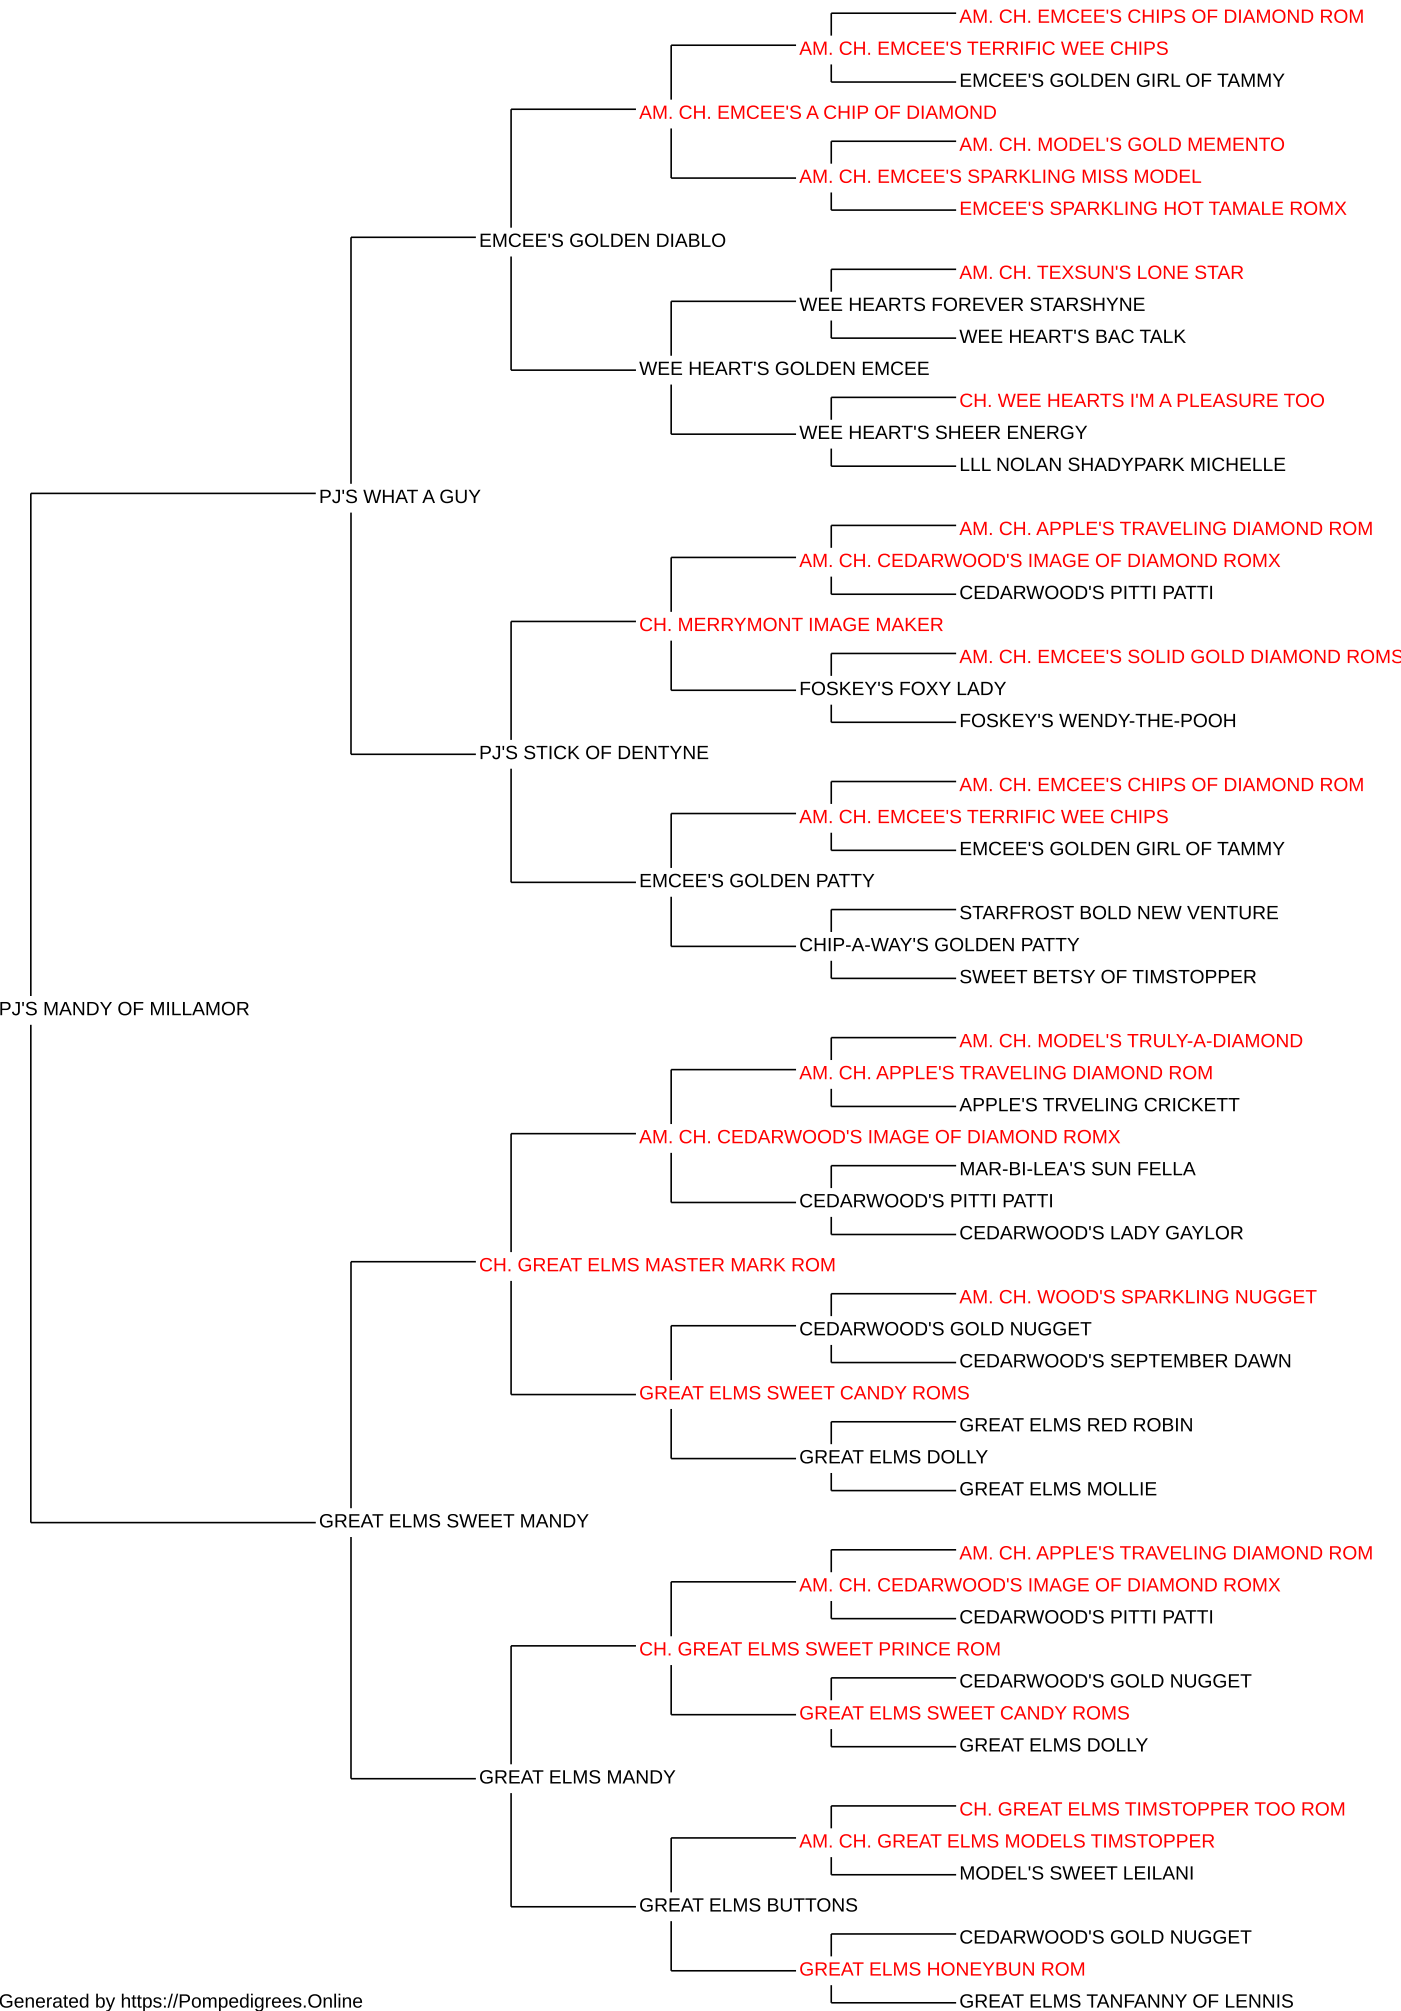 AM. CH. EMCEE'S CHIPS OF DIAMOND ROM
AM. CH. EMCEE'S TERRIFIC WEE CHIPS
EMCEE'S GOLDEN GIRL OF TAMMY
AM. CH. EMCEE'S A CHIP OF DIAMOND
AM. CH. MODEL'S GOLD MEMENTO
AM. CH. EMCEE'S SPARKLING MISS MODEL
EMCEE'S SPARKLING HOT TAMALE ROMX
EMCEE'S GOLDEN DIABLO
AM. CH. TEXSUN'S LONE STAR
WEE HEARTS FOREVER STARSHYNE
WEE HEART'S BAC TALK
WEE HEART'S GOLDEN EMCEE
CH. WEE HEARTS I'M A PLEASURE TOO
WEE HEART'S SHEER ENERGY
LLL NOLAN SHADYPARK MICHELLE
PJ'S WHAT A GUY
AM. CH. APPLE'S TRAVELING DIAMOND ROM
AM. CH. CEDARWOOD'S IMAGE OF DIAMOND ROMX
CEDARWOOD'S PITTI PATTI
CH. MERRYMONT IMAGE MAKER
AM. CH. EMCEE'S SOLID GOLD DIAMOND ROMS
FOSKEY'S FOXY LADY
FOSKEY'S WENDY-THE-POOH
PJ'S STICK OF DENTYNE
AM. CH. EMCEE'S CHIPS OF DIAMOND ROM
AM. CH. EMCEE'S TERRIFIC WEE CHIPS
EMCEE'S GOLDEN GIRL OF TAMMY
EMCEE'S GOLDEN PATTY
STARFROST BOLD NEW VENTURE
CHIP-A-WAY'S GOLDEN PATTY
SWEET BETSY OF TIMSTOPPER
PJ'S MANDY OF MILLAMOR
AM. CH. MODEL'S TRULY-A-DIAMOND
AM. CH. APPLE'S TRAVELING DIAMOND ROM
APPLE'S TRVELING CRICKETT
AM. CH. CEDARWOOD'S IMAGE OF DIAMOND ROMX
MAR-BI-LEA'S SUN FELLA
CEDARWOOD'S PITTI PATTI
CEDARWOOD'S LADY GAYLOR
CH. GREAT ELMS MASTER MARK ROM
AM. CH. WOOD'S SPARKLING NUGGET
CEDARWOOD'S GOLD NUGGET
CEDARWOOD'S SEPTEMBER DAWN
GREAT ELMS SWEET CANDY ROMS
GREAT ELMS RED ROBIN
GREAT ELMS DOLLY
GREAT ELMS MOLLIE
GREAT ELMS SWEET MANDY
AM. CH. APPLE'S TRAVELING DIAMOND ROM
AM. CH. CEDARWOOD'S IMAGE OF DIAMOND ROMX
CEDARWOOD'S PITTI PATTI
CH. GREAT ELMS SWEET PRINCE ROM
CEDARWOOD'S GOLD NUGGET
GREAT ELMS SWEET CANDY ROMS
GREAT ELMS DOLLY
GREAT ELMS MANDY
CH. GREAT ELMS TIMSTOPPER TOO ROM
AM. CH. GREAT ELMS MODELS TIMSTOPPER
MODEL'S SWEET LEILANI
GREAT ELMS BUTTONS
CEDARWOOD'S GOLD NUGGET
GREAT ELMS HONEYBUN ROM
GREAT ELMS TANFANNY OF LENNIS
Generated by https://Pompedigrees.Online